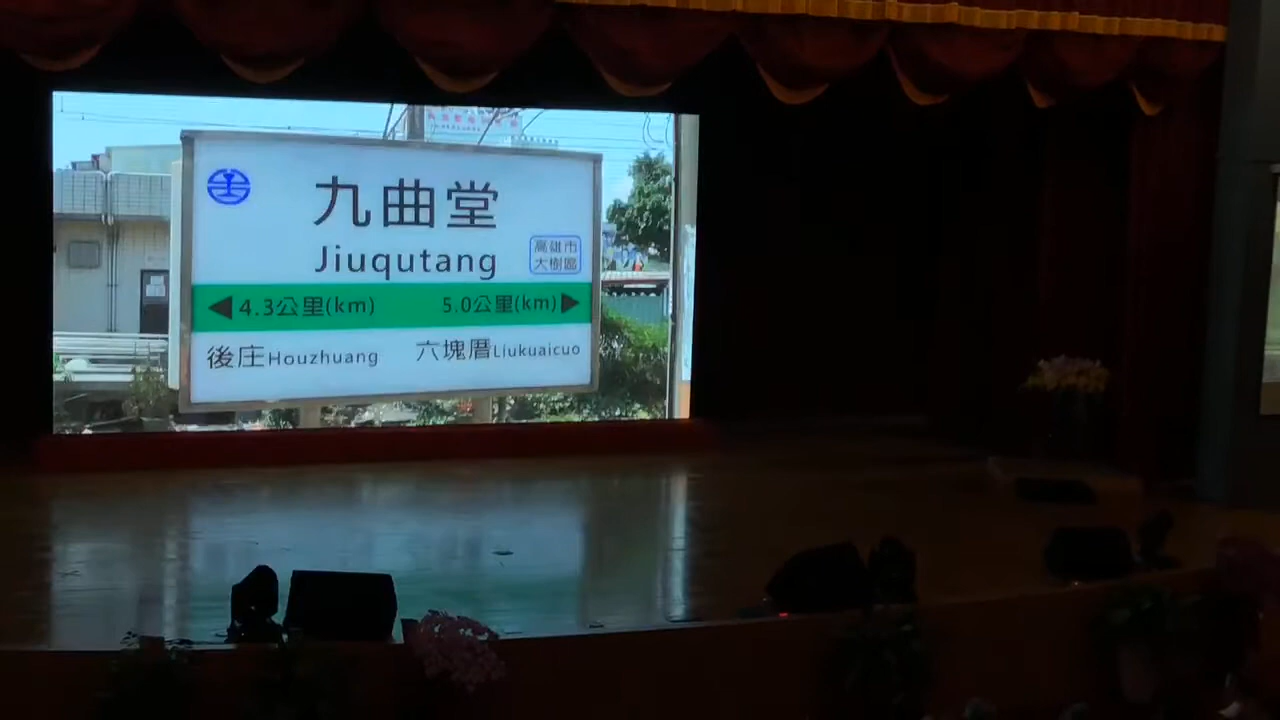 九曲堂
Jiuqutang
高雄市
大樹區
4.3公里(km) 5.0公里(km)
後庄Houzhuang 六塊厝Liukuaicuo